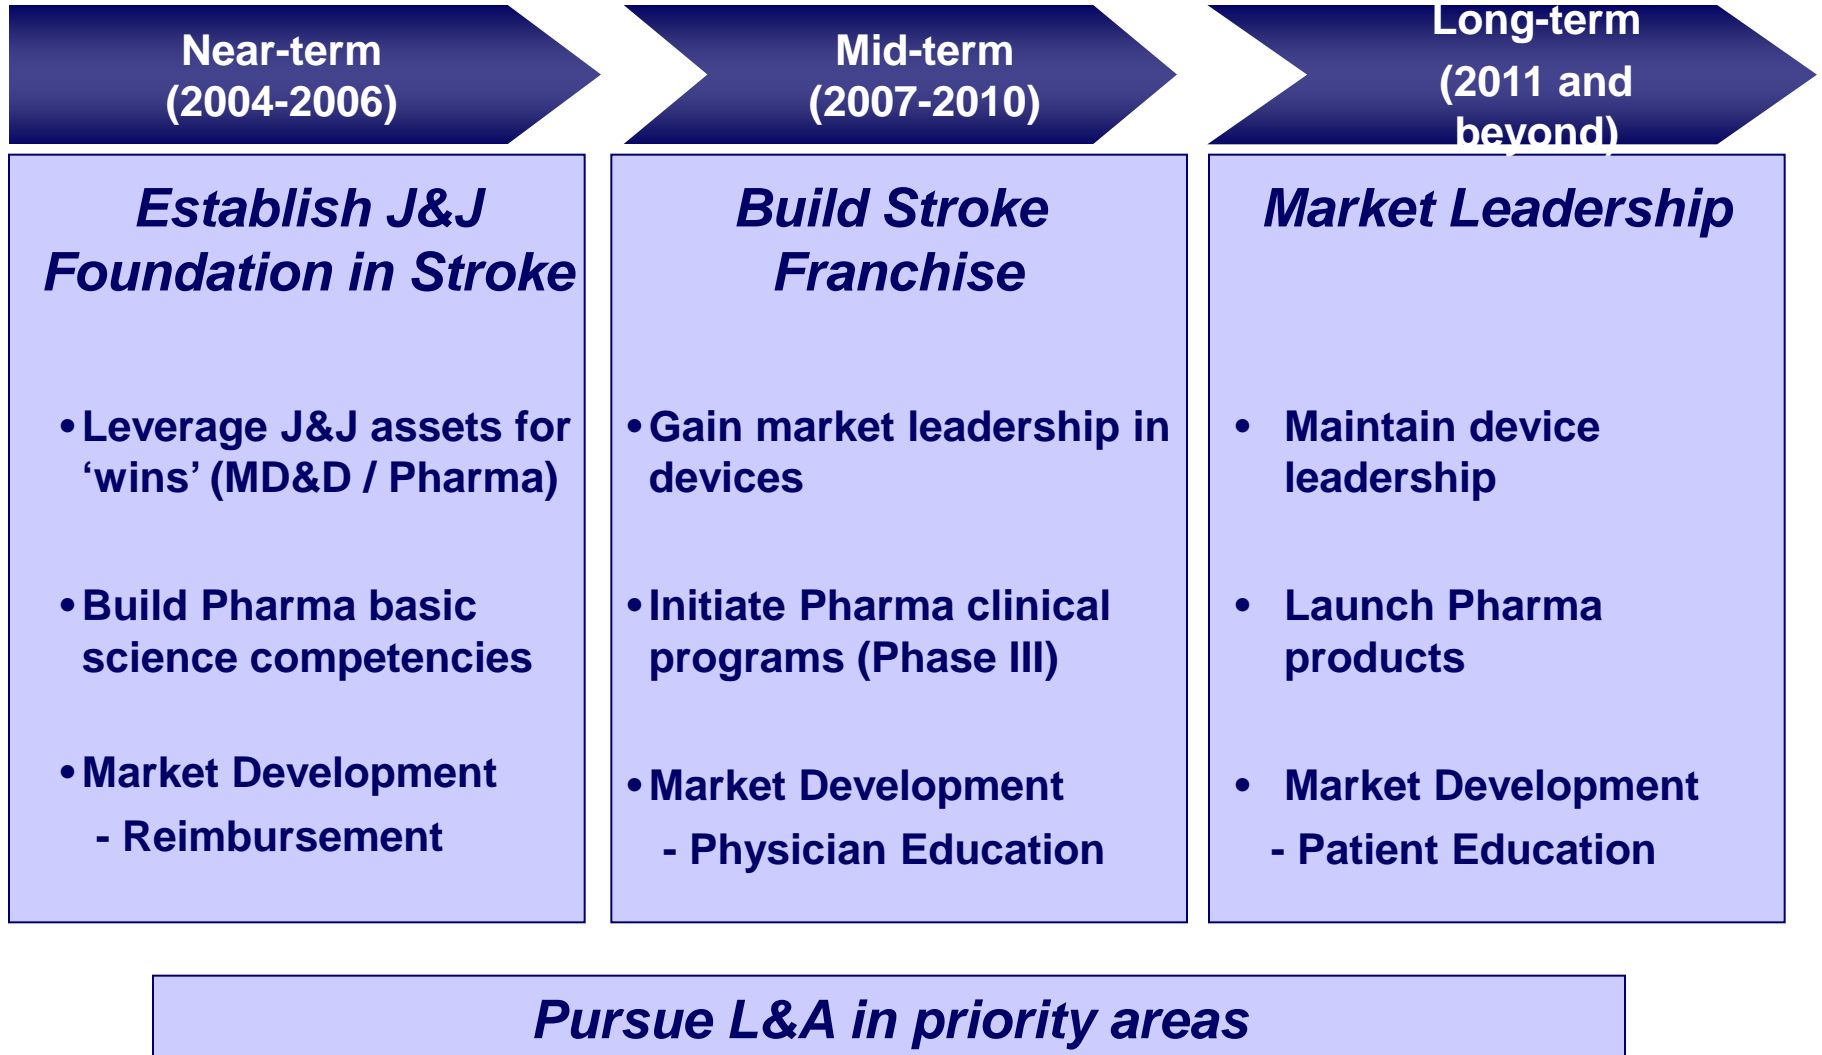 Near-term
(2004-2006)
Mid-term
(2007-2010)
Long-term
(2011 and
beyond)
Establish J&J
Foundation in Stroke
• Leverage J&J assets for
‘wins’ (MD&D / Pharma)
• Build Pharma basic
science competencies
• Market Development
- Reimbursement
Build Stroke
Franchise
• Gain market leadership in
devices
• Initiate Pharma clinical
programs (Phase III)
• Market Development
- Physician Education
Market Leadership
• Maintain device
leadership
• Launch Pharma
products
• Market Development
- Patient Education
Pursue L&A in priority areas